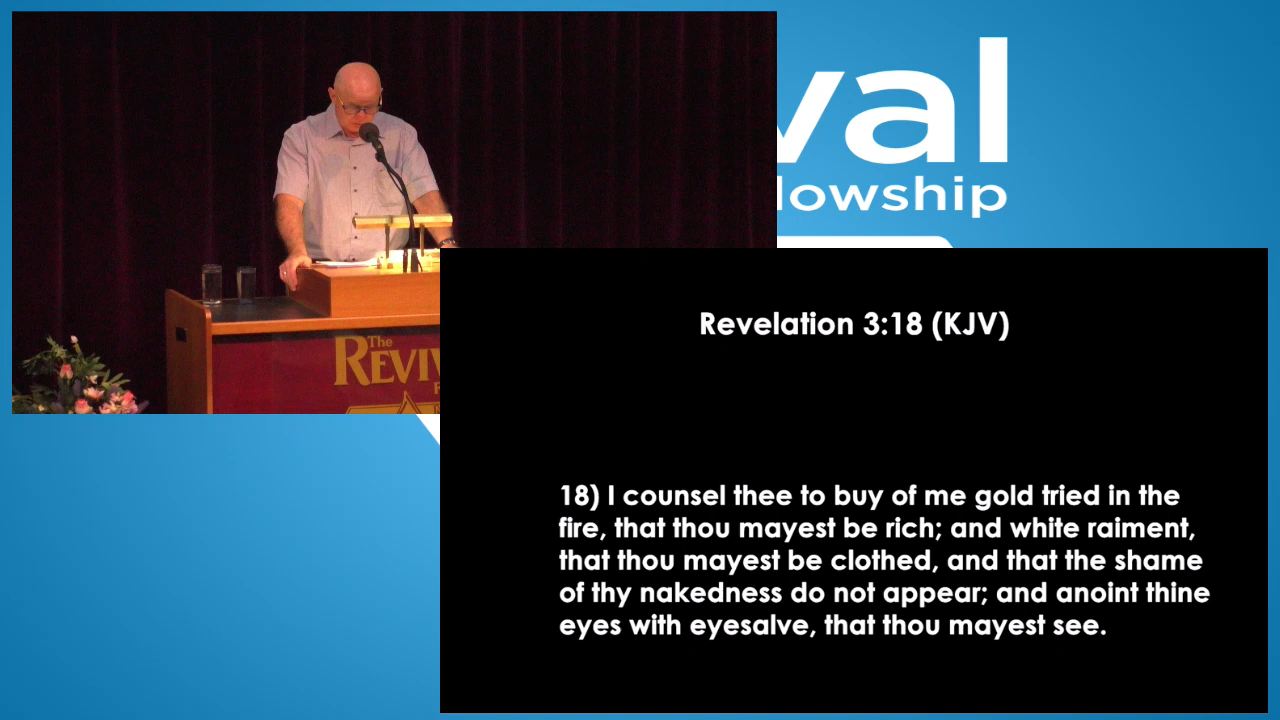 val
lowship
The
REVIV
F
Revelation 3:18 (KJV)
18) I counsel thee to buy of me gold tried in the
fire, that thou mayest be rich; and white raiment,
that thou mayest be clothed, and that the shame
of thy nakedness do not appear; and anoint thine
eyes with eyesalve, that thou mayest see.